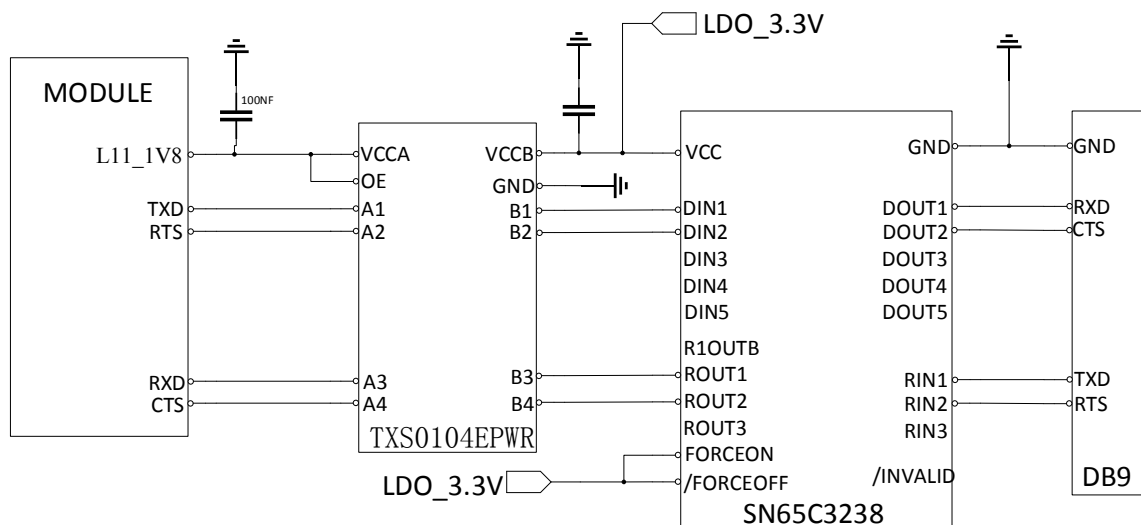 LDO_3.3V
MODULE
100NF
L11_1V8
TXD
RTS
RXD
CTS
VCCA
OE
A1
A2
A3
A4
VCCB
GND
B1
B2
B3
B4
TXS0104EPWR
LDO_3.3V
VCC
DIN1
DIN2
DIN3
DIN4
DIN5
R1OUTB
ROUT1
ROUT2
ROUT3
FORCEON
/FORCEOFF
GND
DOUT1
DOUT2
DOUT3
DOUT4
DOUT5
RIN1
RIN2
RIN3
/INVALID
SN65C3238
GND
RXD
CTS
TXD
RTS
DB9